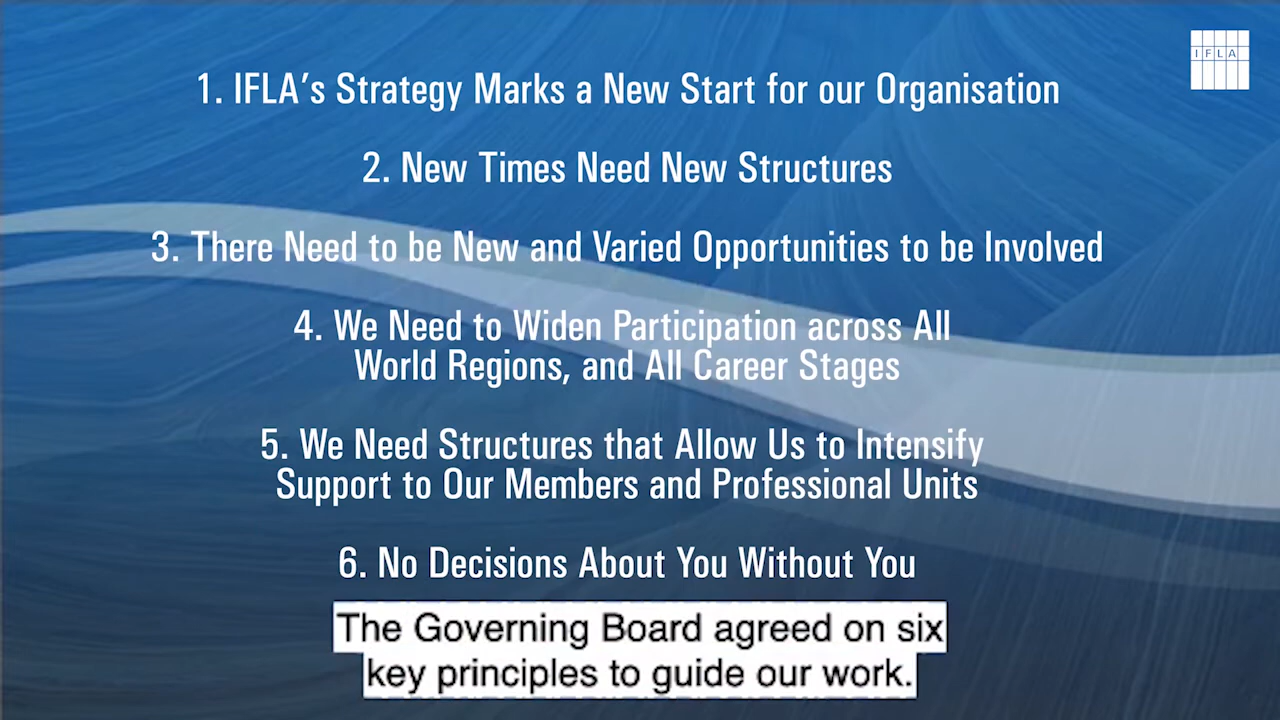 IFLA
1. IFLA's Strategy Marks a New Start for our Organisation
2. New Times Need New Structures
3. There Need to be New and Varied Opportunities to be Involved
4. We Need to Widen Participation across All
World Regions, and All Career Stages
5. We Need Structures that Allow Us to Intensify
Support to Our Members and Professional Units
6. No Decisions About You Without You
The Governing Board agreed on six
key principles to guide our work.